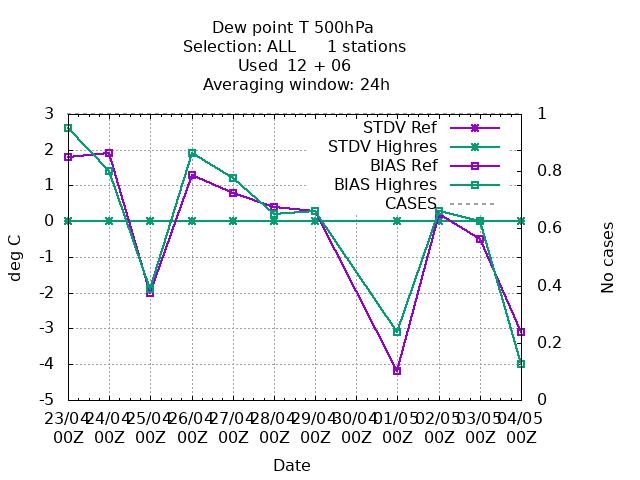 Dew point T 500hPa
Selection: ALL 1 stations
Used 12 + 06
Averaging window: 24h
3
2
1
0
-1
-2
-3
-4
-5
deg C
1
0.8
0.6
0.4
0.2
0
No cases
STDV Ref
STDV Highres
BIAS Ref
BIAS Highres
CASES
23/04 24/04 25/04 26/04 27/04 28/04 29/04 30/04 01/05 02/05 03/05 04/05
00Z 00Z 00Z 00Z 00Z 00Z 00Z 00Z 00Z 00Z 00Z 00Z
Date